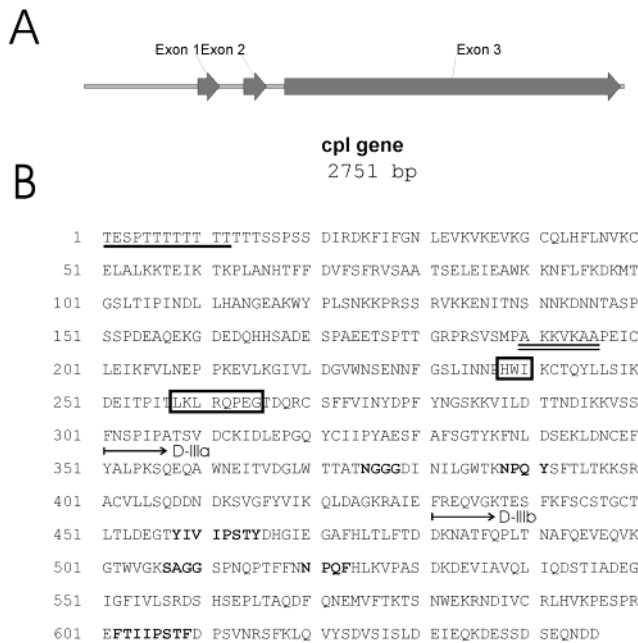 A
Exon 1 Exon 2 Exon 3
cpl gene
2751 bp
B
1 TESPTTTTTT TTTTTSSPSS DIRDKFIFGN LEVKVKEVKG CQLHFLNVKC
51 ELALKKTEIK TKPLANHTFF DVFSFRVSAA TSELEIEAWK KNFLFKDKMT
101 GSLTIPINDL LHANGEAKWY PLSNKKPRSS RVKKENITNS NNKDNNTASP
151 SSPDEAQEKG DEDQHHSADE SPAEETSPTT GRPRSVSMPA KKVKAAPEIC
201 LEIKFVLNEP PKEVLKGIVL DGVWNSENNF GSLINNEHWI KCTQYLLSIK
251 DEITPITLKL RQPEGTDQRC SFFVINYDPF YNGSKKVILD TTNDIKKVSS
301 FNSPIPATSV DCKIDLEPGQ YCIIPYAESF AFSGTYKFNL DSEKLDNCEF
D-IIIa
351 YALPKSQEQA WNEITVDGLW TTATNGGGDI NILGWTKNPQ YSFTLTKKSR
401 ACVLLSQDDN DKSVGFYVIK QLDAGKRAIE FREQVGKTES FKFSCSTGCT
D-IIIb
451 LTLDEGTYIV IPSTYDHGIE GAFHLTLFTD DKNATFQPLT NAFQEVEQVK
501 GTWVGKSAGG SPNQPTFFNN PQFHLKVPAS DKDEVIAVQL IQDSTIADEG
551 IGFIVLSRDS HSEPLTAQDF QNEMVFTKTS NWEKRNDIVC RLHVKPESPR
601 EFTIIPSTFD PSVNRSFKLQ VYSDVSISLD EIQKDESSDS SEQNDD